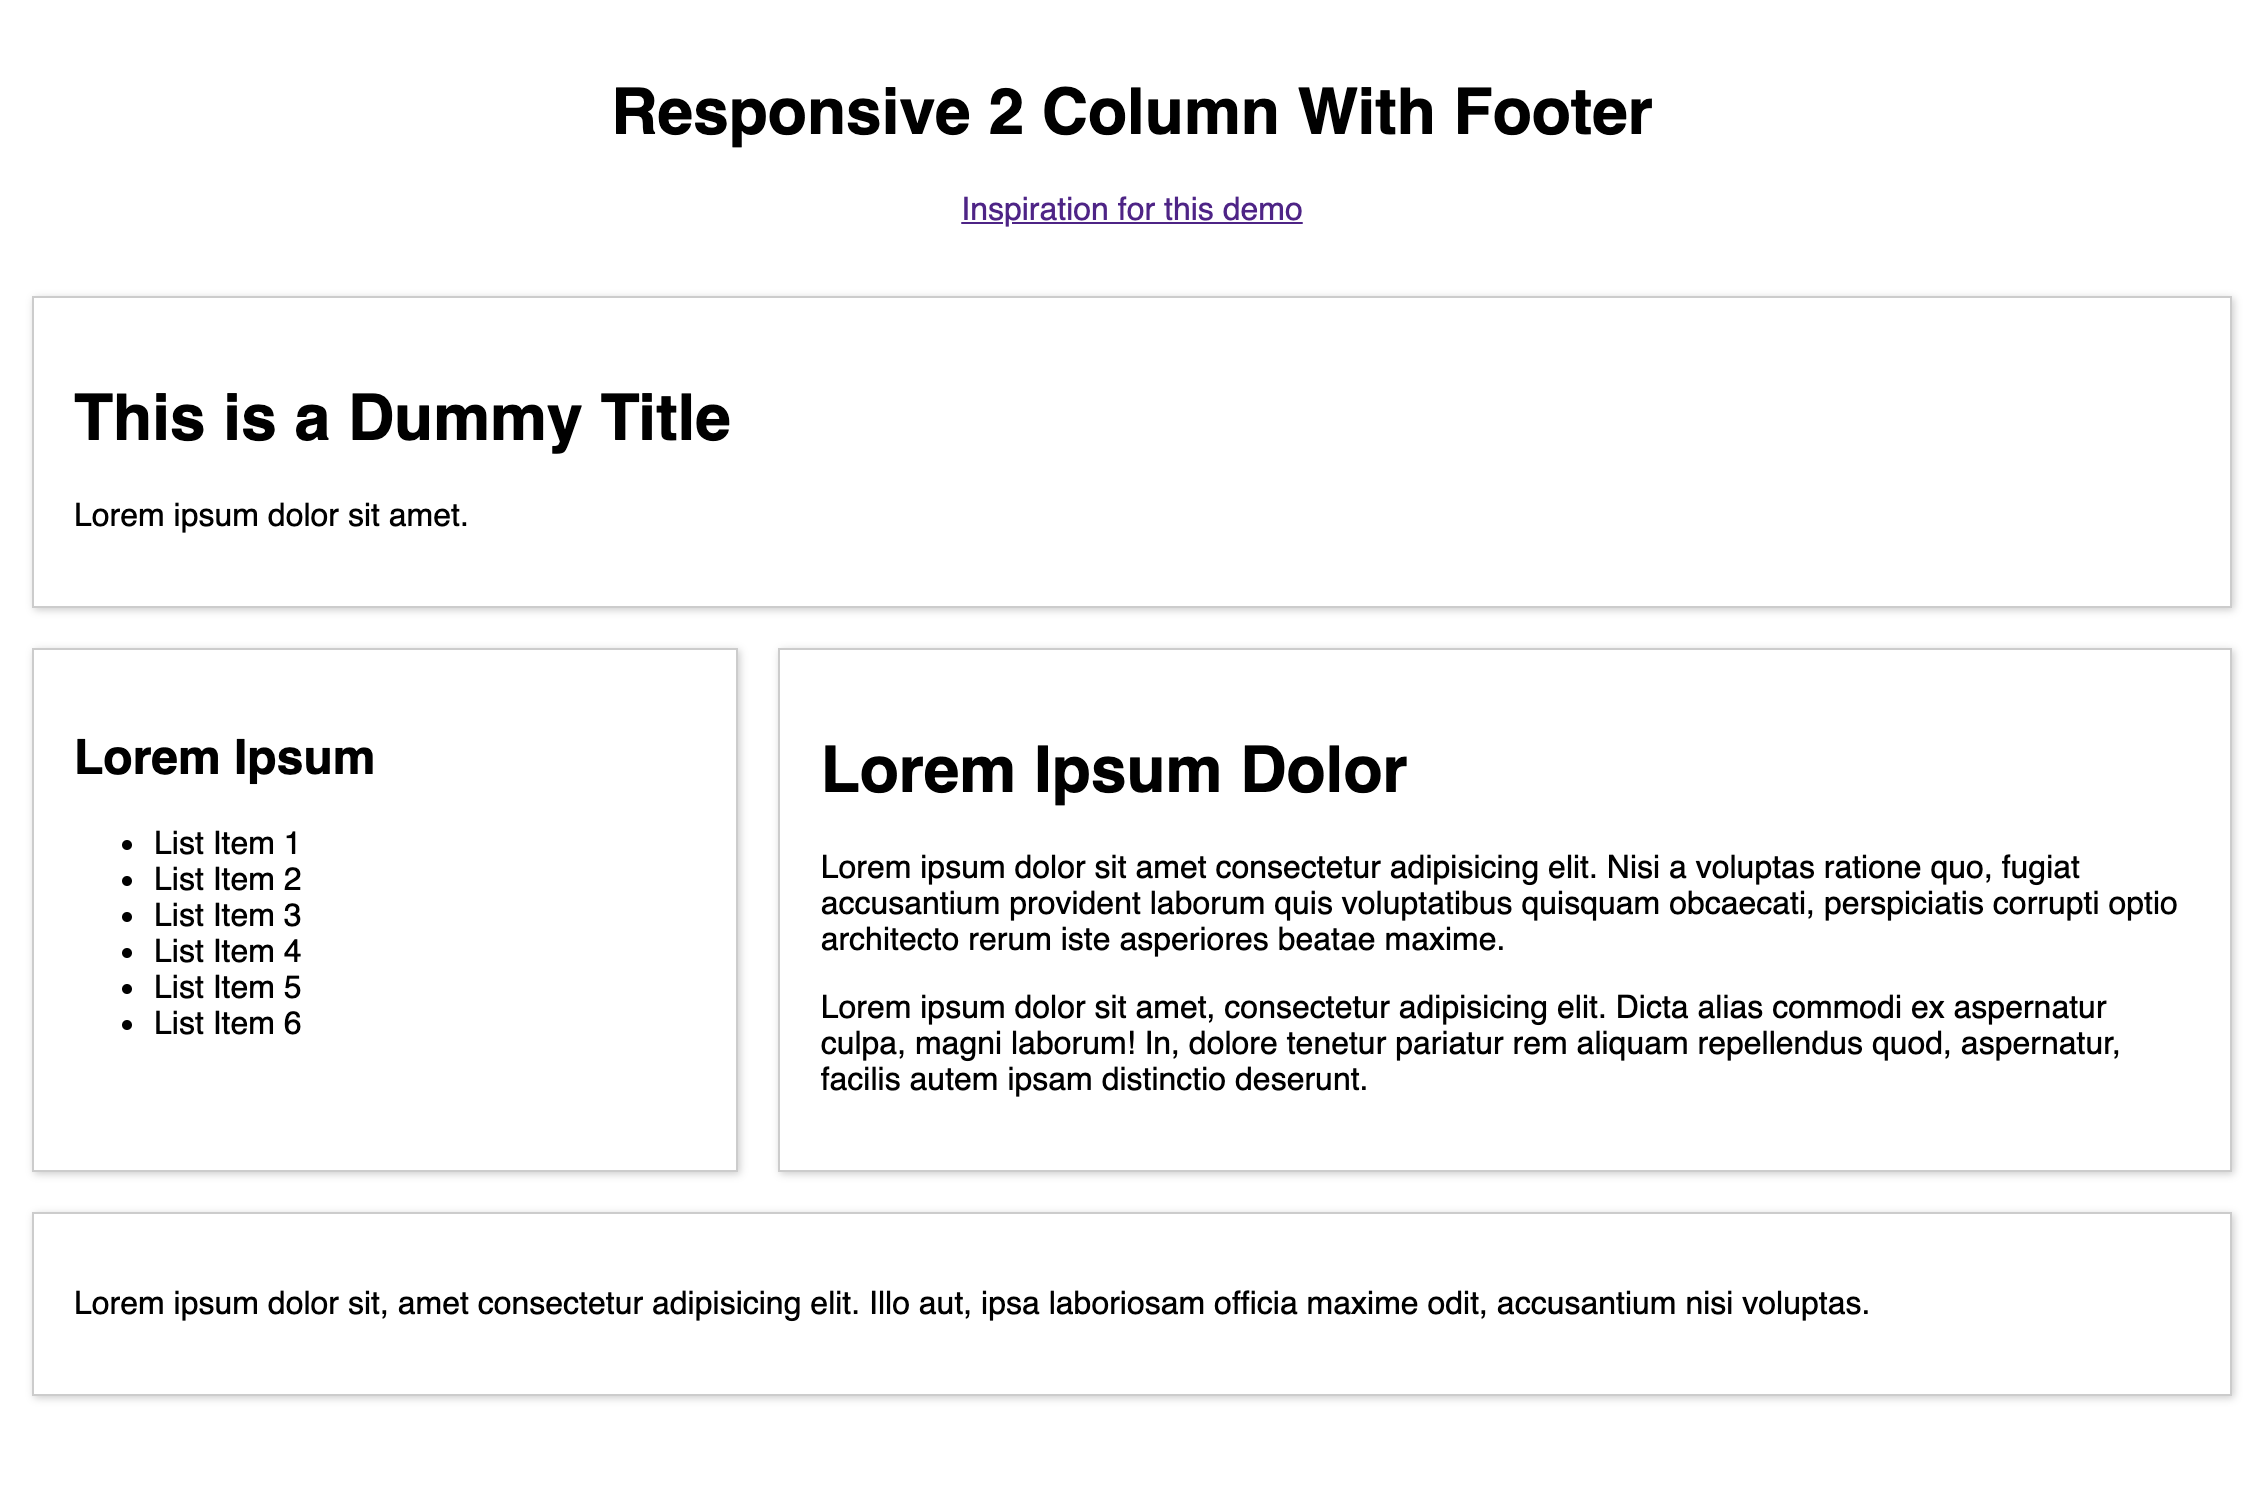 Responsive 2 Column With Footer
Inspiration for this demo
This is a Dummy Title
Lorem ipsum dolor sit amet.
Lorem Ipsum
• List Item 1
• List Item 2
• List Item 3
• List Item 4
• List Item 5
• List Item 6
Lorem Ipsum Dolor
Lorem ipsum dolor sit amet consectetur adipisicing elit. Nisi a voluptas ratione quo, fugiat
accusantium provident laborum quis voluptatibus quisquam obcaecati, perspiciatis corrupti optio
architecto rerum iste asperiores beatae maxime.
Lorem ipsum dolor sit amet, consectetur adipisicing elit. Dicta alias commodi ex aspernatur
culpa, magni laborum! In, dolore tenetur pariatur rem aliquam repellendus quod, aspernatur,
facilis autem ipsam distinctio deserunt.
Lorem ipsum dolor sit, amet consectetur adipisicing elit. Illo aut, ipsa laboriosam officia maxime odit, accusantium nisi voluptas.